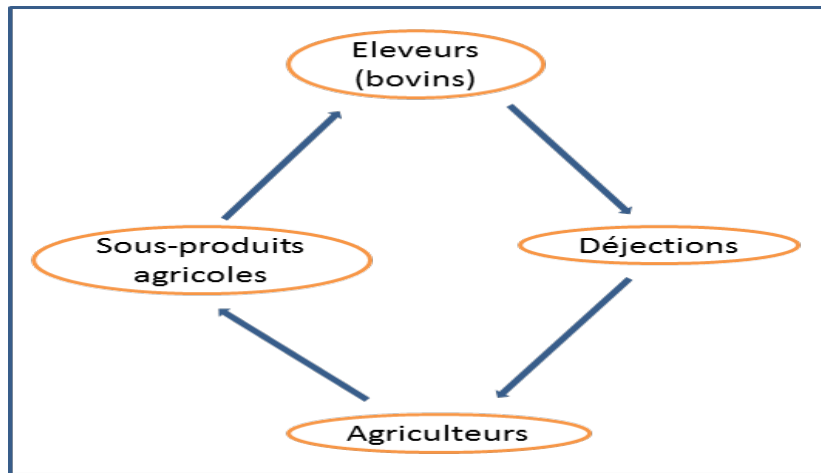 Eleveurs
(bovins)
Sous-produits
agricoles
Déjections
Agriculteurs